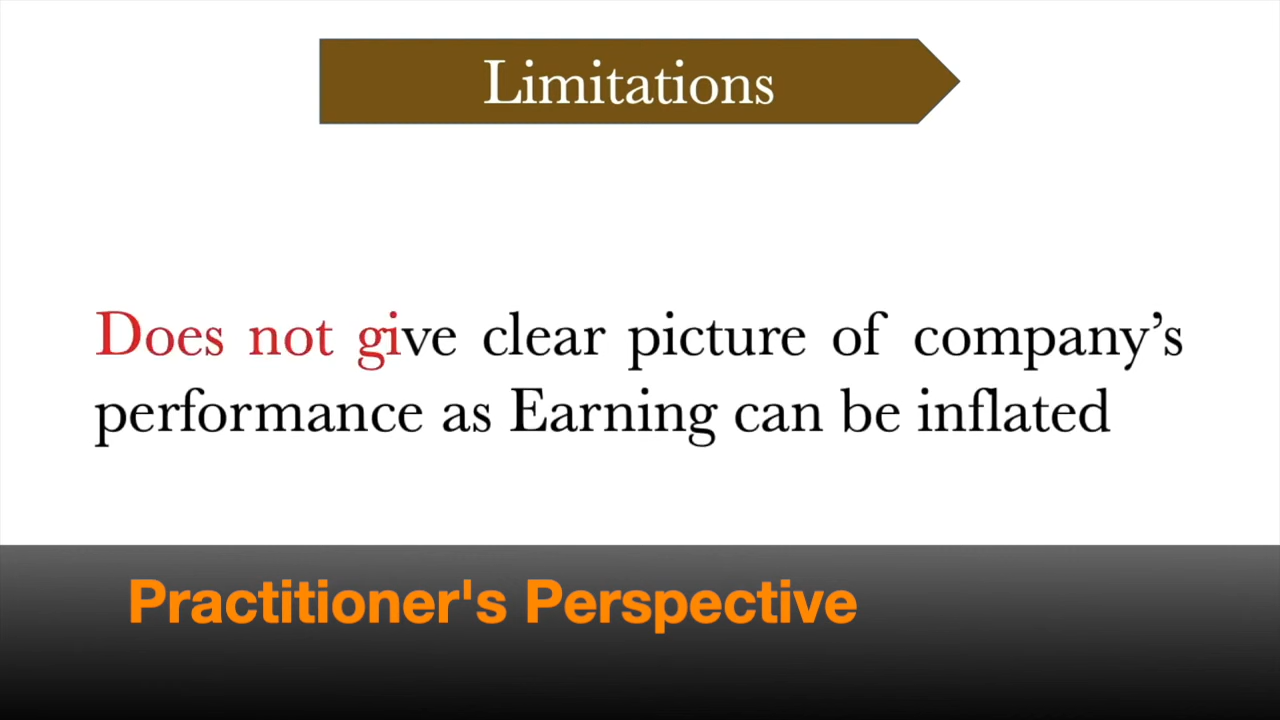 Limitations
Does not give clear picture of company’s
performance as Earning can be inflated
Practitioner's Perspective